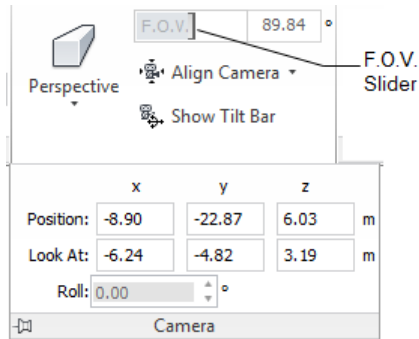 F.O.V. 89.84 °
F.O.V.
Slider
Perspective
Align Camera
Show Tilt Bar
x y z
Position: -8.90 -22.87 6.03 m
Look At: -6.24 -4.82 3.19 m
Roll: 0.00 °
Camera